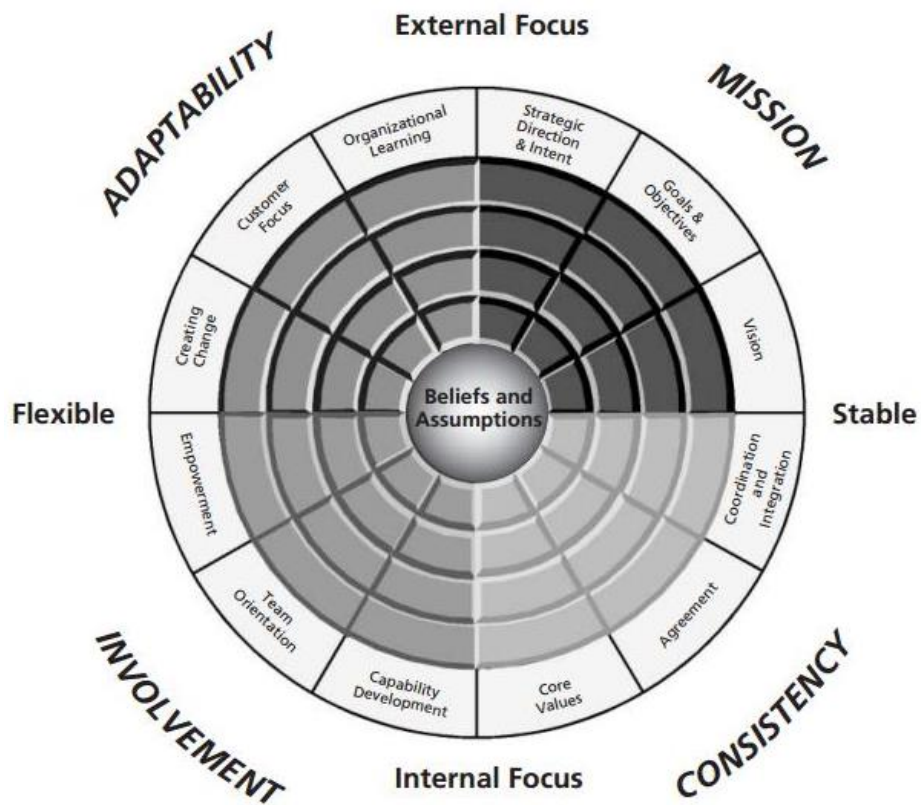 External Focus
ADAPTABILITY
MISSION
Organizational
Learning
Strategic
Direction
& Intent
Customer
Focus
Goals &
Objectives
Creating
Change
Vision
Flexible
Beliefs and
Assumptions
Stable
Empowerment
Coordination
and
Integration
Team
Orientation
Agreement
Capability
Development
Core
Values
INVOLVEMENT
CONSISTENCY
Internal Focus